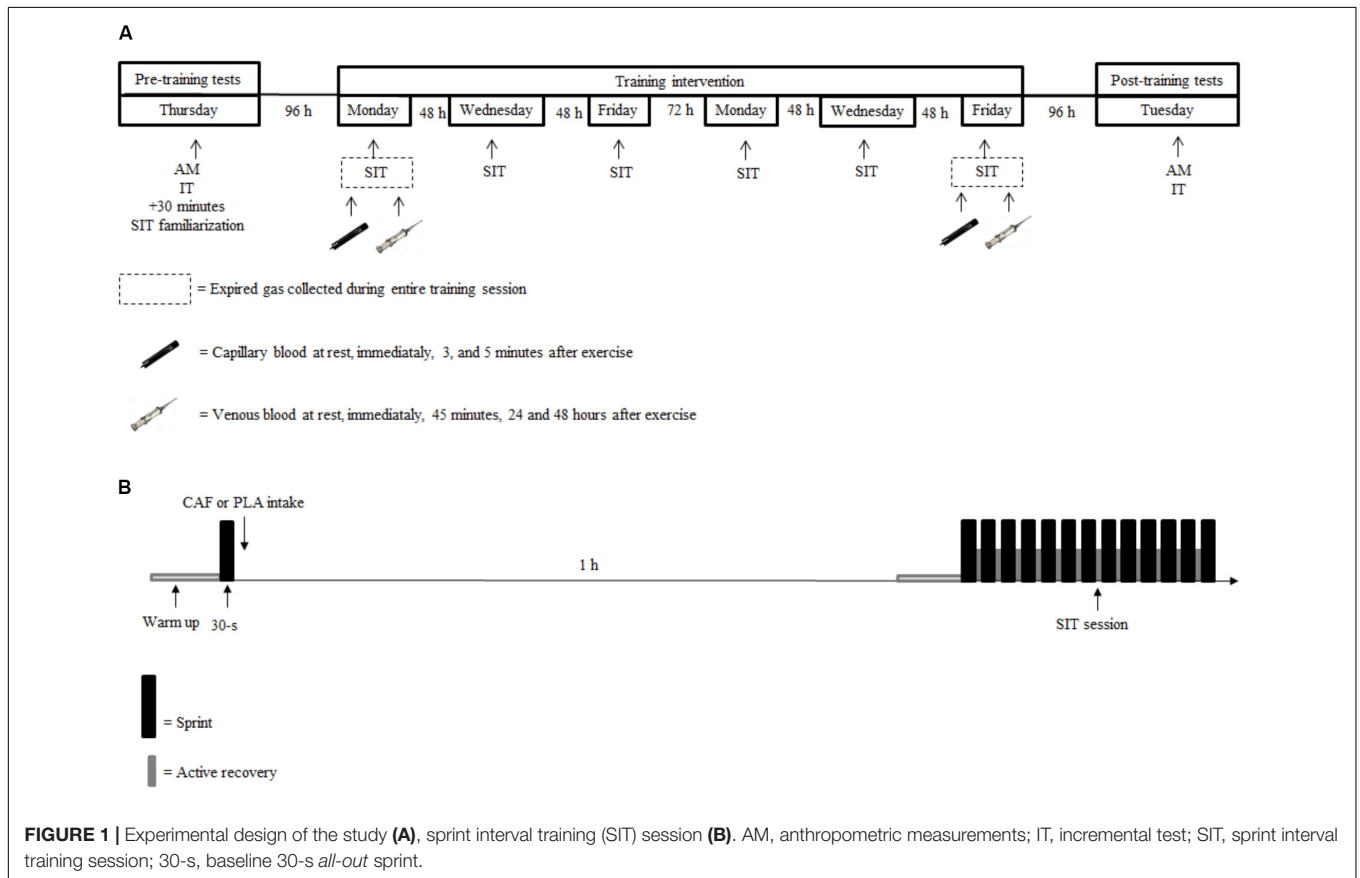 A
Pre-training tests
Training intervention
Post-training tests
Thursday 96 h Monday 48 h Wednesday 48 h Friday 72 h Monday 48 h Wednesday 48 h Friday 96 h Tuesday
AM
IT
+30 minutes
SIT familiarization
SIT SIT SIT SIT SIT SIT
AM
IT
= Expired gas collected during entire training session
= Capillary blood at rest, immediataly, 3, and 5 minutes after exercise
= Venous blood at rest, immediataly, 45 minutes, 24 and 48 hours after exercise
B
CAF or PLA intake
1 h
Warm up 30-s SIT session
= Sprint
= Active recovery
FIGURE 1 | Experimental design of the study (A), sprint interval training (SIT) session (B). AM, anthropometric measurements; IT, incremental test; SIT, sprint interval
training session; 30-s, baseline 30-s all-out sprint.